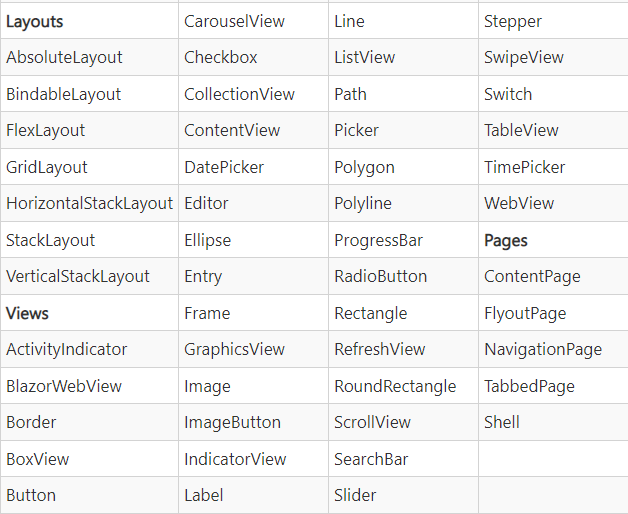 Layouts CarouselView Line Stepper
AbsoluteLayout Checkbox ListView SwipeView
BindableLayout CollectionView Path Switch
FlexLayout ContentView Picker TableView
GridLayout DatePicker Polygon TimePicker
HorizontalStackLayout Editor Polyline WebView
StackLayout Ellipse ProgressBar Pages
VerticalStackLayout Entry RadioButton ContentPage
Views Frame Rectangle FlyoutPage
ActivityIndicator GraphicsView RefreshView NavigationPage
BlazorWebView Image RoundRectangle TabbedPage
Border ImageButton ScrollView Shell
BoxView IndicatorView SearchBar
Button Label Slider